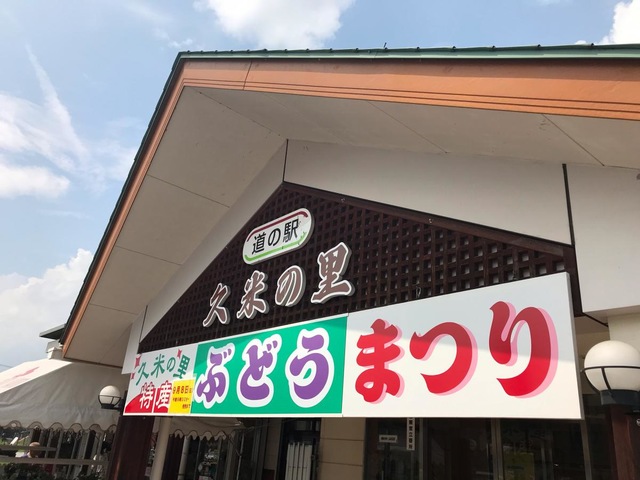 道の駅
久米の里
久米の里
特産
ぶどう
まつり